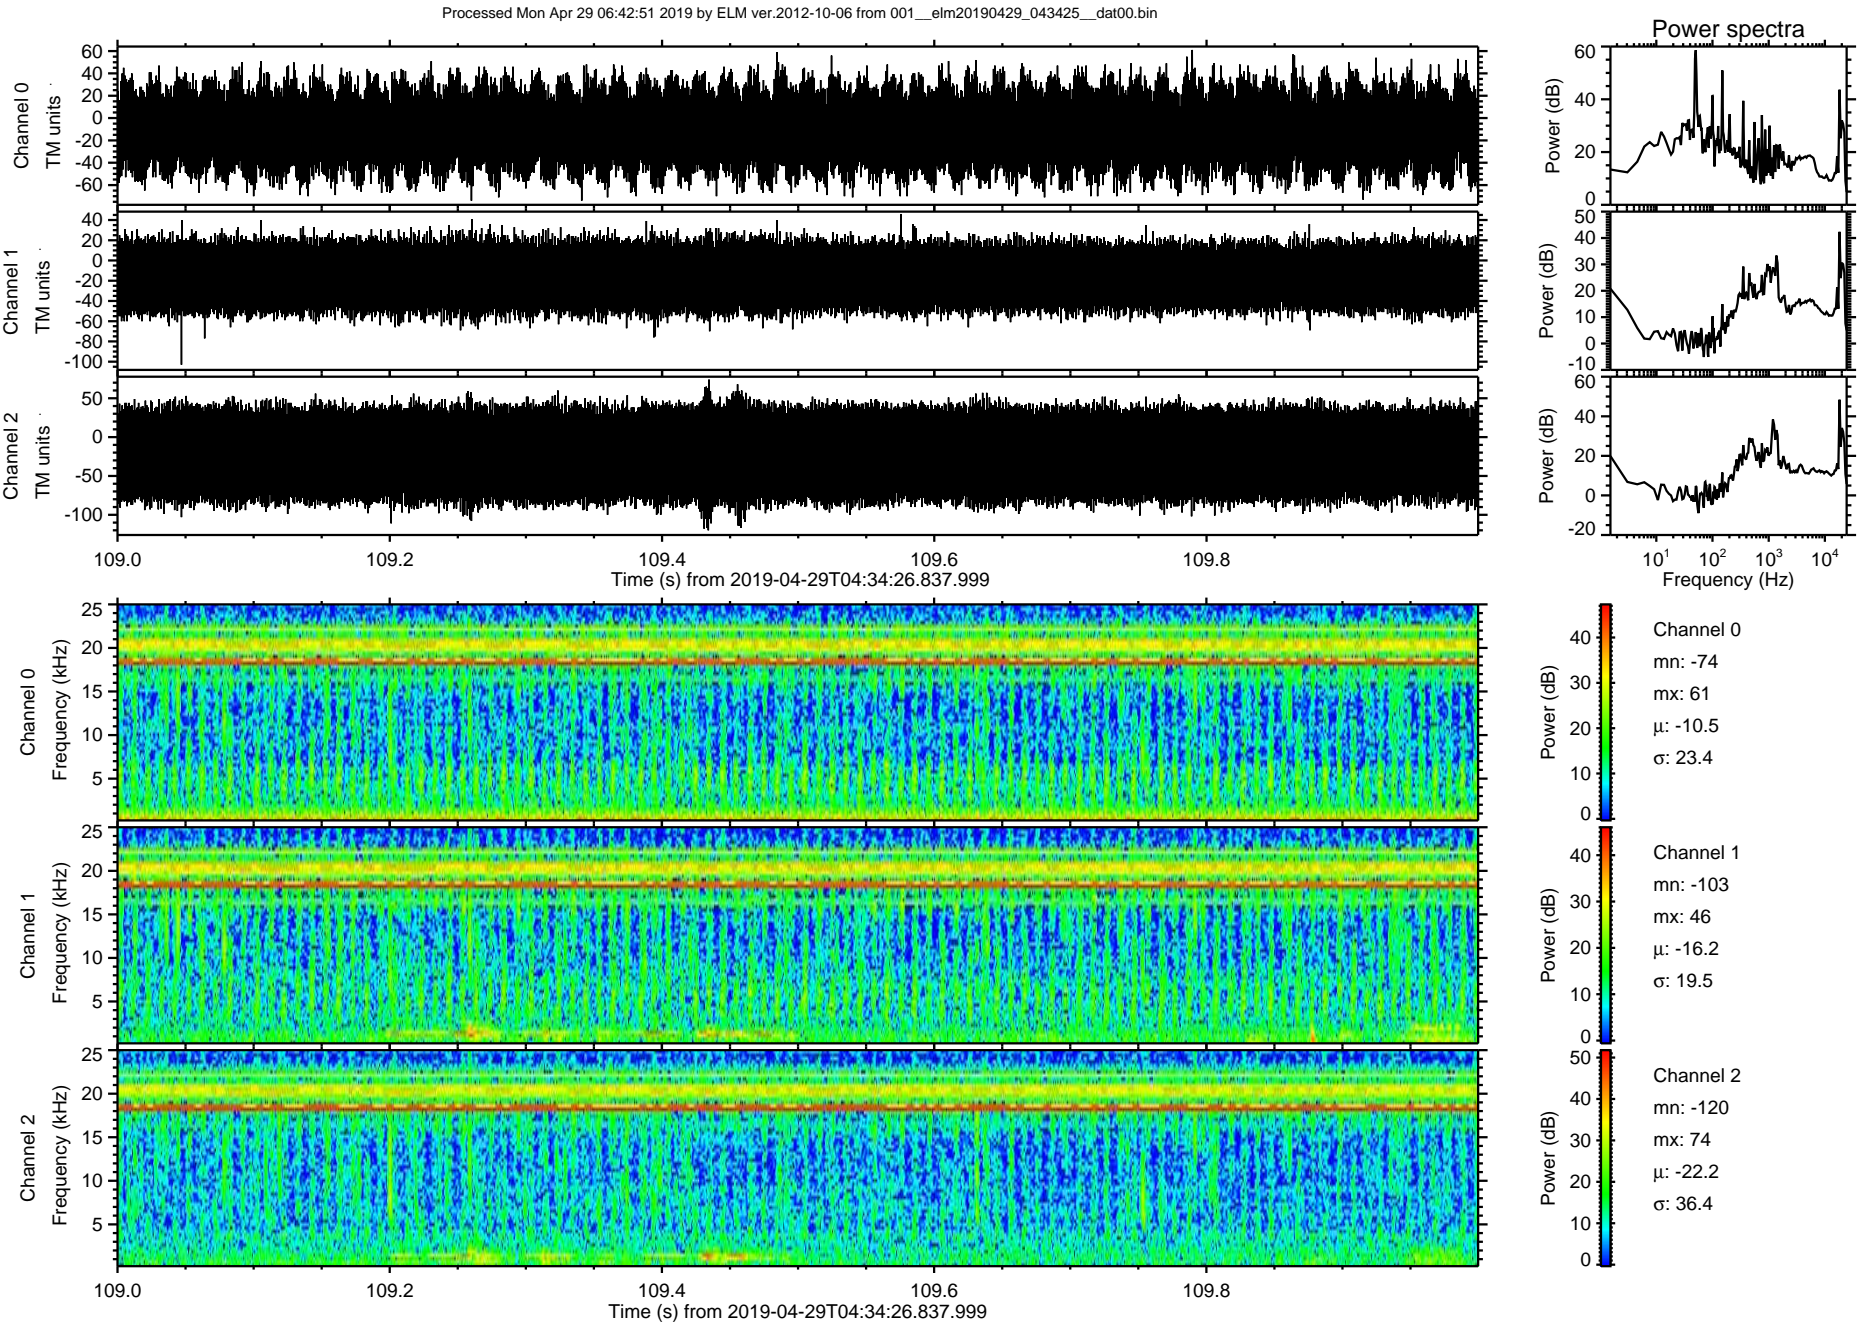 Processed Mon Apr 29 06:42:51 2019 by ELM ver.2012-10-06 from 001__elm20190429_043425__dat00.bin
Power spectra
Channel 0
TM units
60
40
20
0
-20
-40
-60
Power (dB)
60
40
20
0
Channel 1
TM units
40
20
0
-20
-40
-60
-80
-100
Power (dB)
50
40
30
20
10
0
-10
Channel 2
TM units
50
0
-50
-100
Power (dB)
60
40
20
0
-20
109.0 109.2 109.4 109.6 109.8
Time (s) from 2019-04-29T04:34:26.837.999
10¹ 10² 10³ 10⁴
Frequency (Hz)
Channel 0
Frequency (kHz)
25
20
15
10
5
Power (dB)
40
30
20
10
0
Channel 0
mn: -74
mx: 61
µ: -10.5
σ: 23.4
Channel 1
Frequency (kHz)
25
20
15
10
5
Power (dB)
40
30
20
10
0
Channel 1
mn: -103
mx: 46
µ: -16.2
σ: 19.5
Channel 2
Frequency (kHz)
25
20
15
10
5
Power (dB)
50
40
30
20
10
0
Channel 2
mn: -120
mx: 74
µ: -22.2
σ: 36.4
109.0 109.2 109.4 109.6 109.8
Time (s) from 2019-04-29T04:34:26.837.999